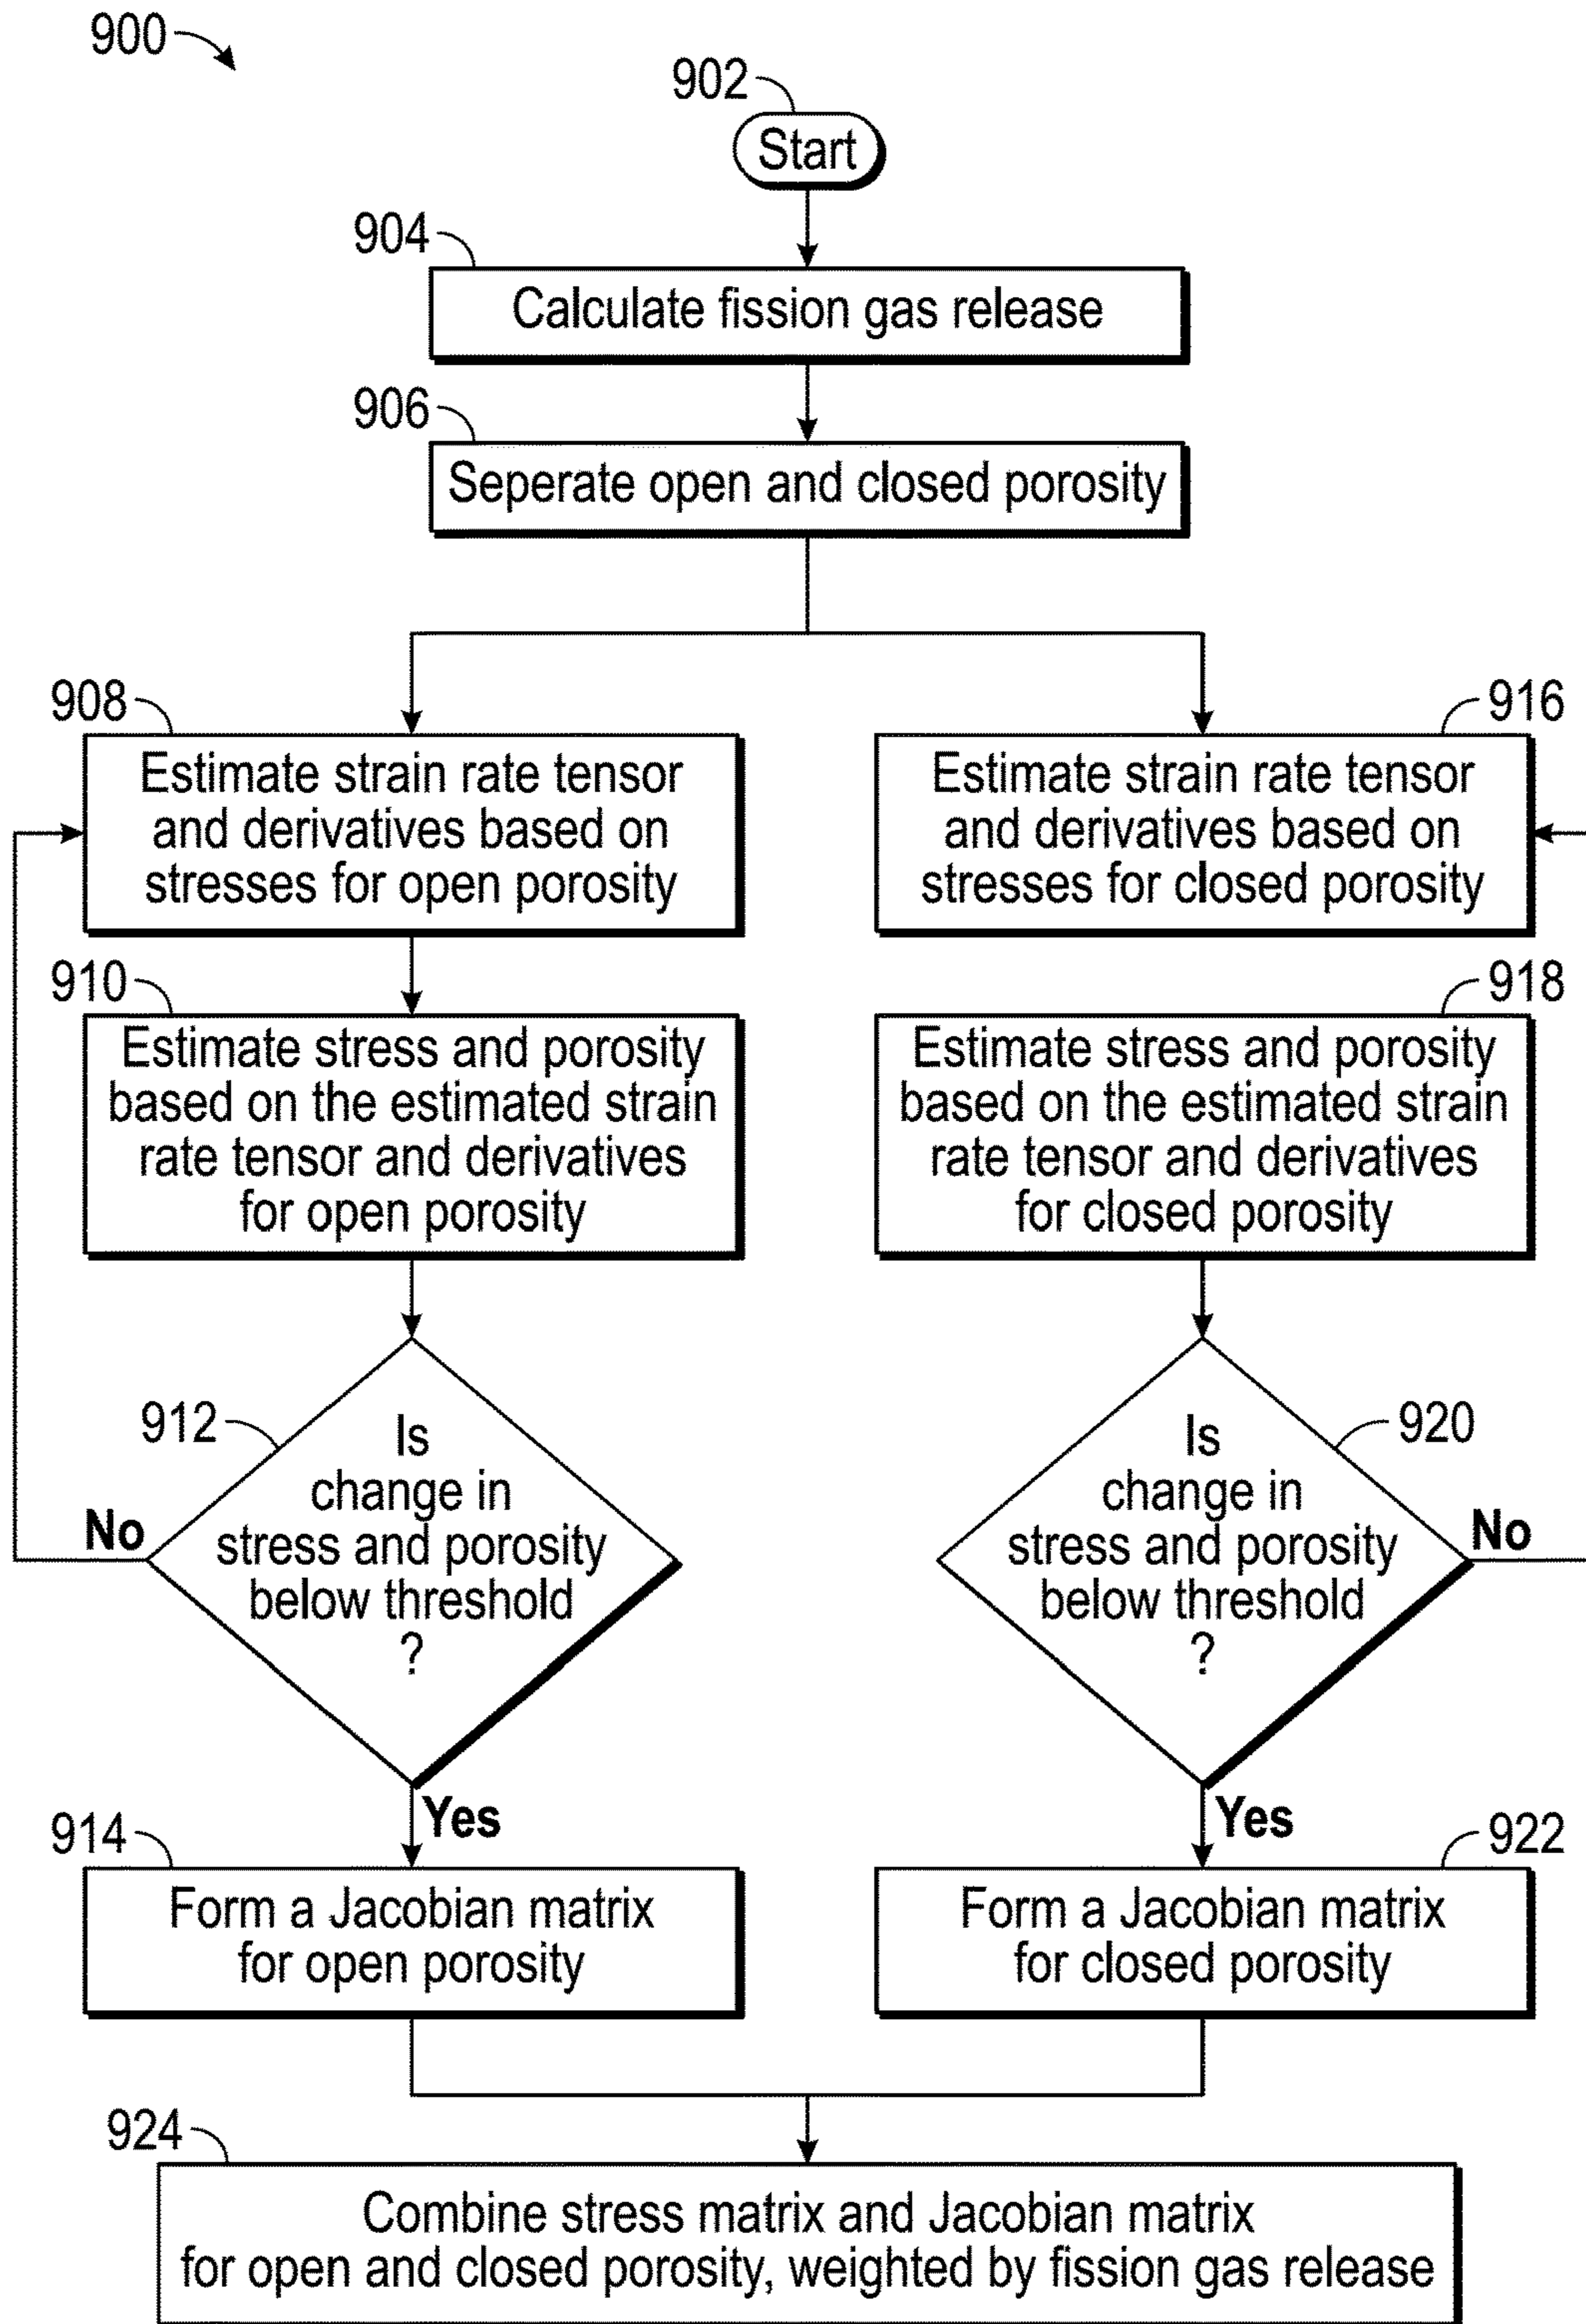 900
902
Start
904
Calculate fission gas release
906
Seperate open and closed porosity
908
Estimate strain rate tensor
and derivatives based on
stresses for open porosity
916
Estimate strain rate tensor
and derivatives based on
stresses for closed porosity
910
Estimate stress and porosity
based on the estimated strain
rate tensor and derivatives
for open porosity
918
Estimate stress and porosity
based on the estimated strain
rate tensor and derivatives
for closed porosity
912
Is
change in
stress and porosity
below threshold
?
No
Yes
920
Is
change in
stress and porosity
below threshold
?
No
Yes
914
Form a Jacobian matrix
for open porosity
922
Form a Jacobian matrix
for closed porosity
924
Combine stress matrix and Jacobian matrix
for open and closed porosity, weighted by fission gas release